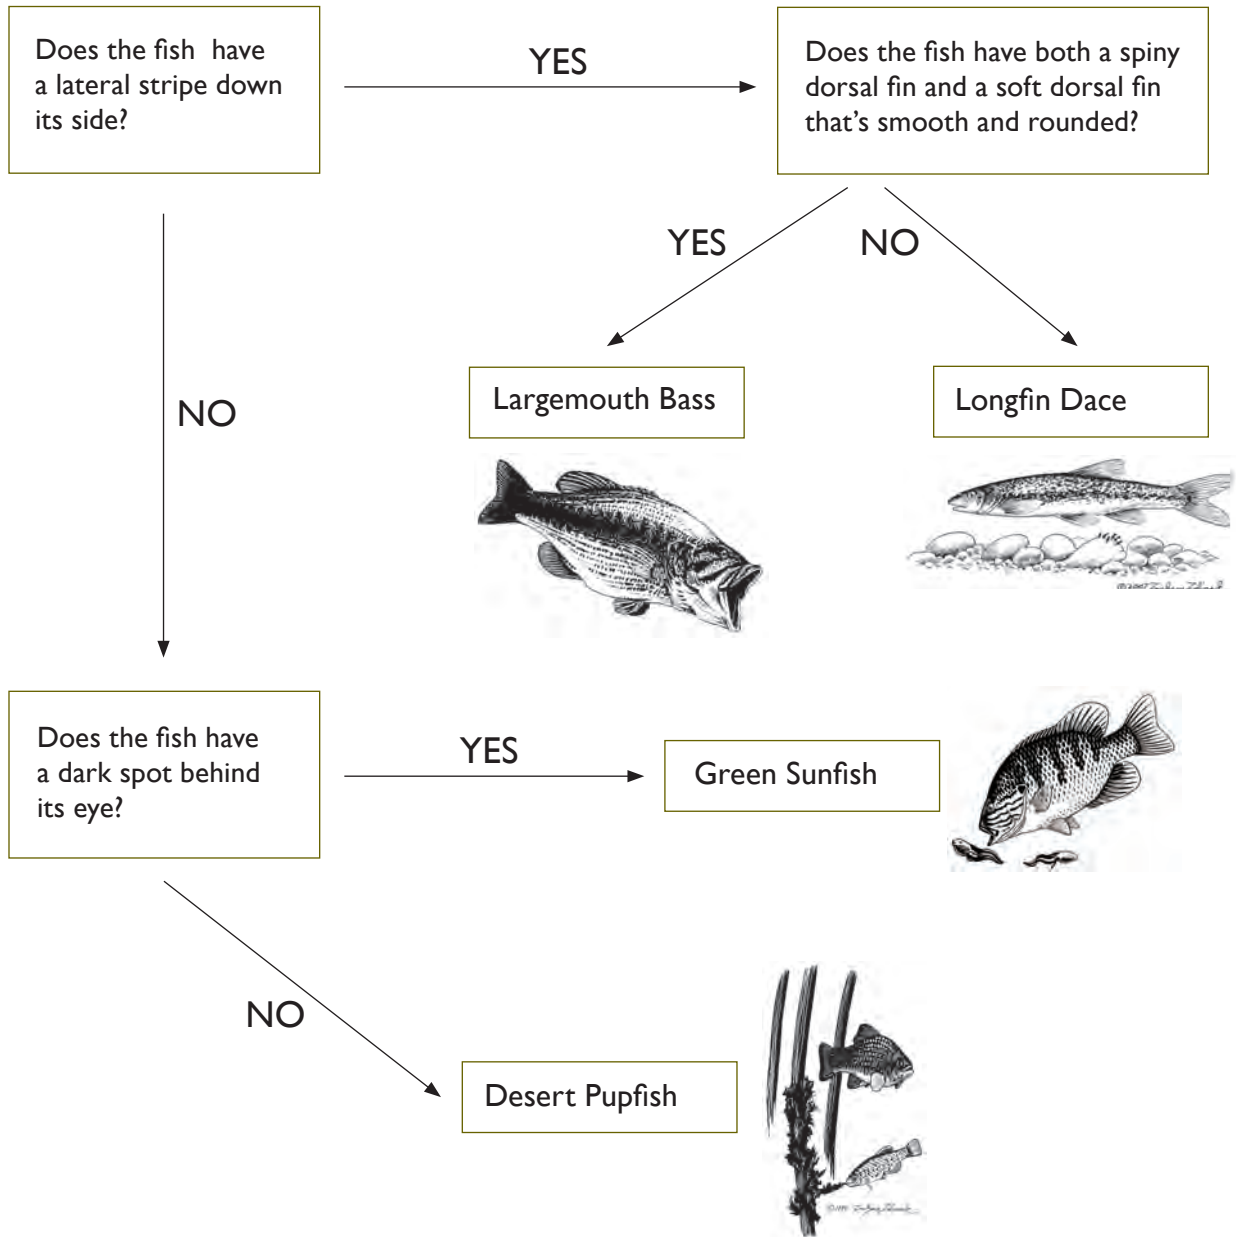 Does the fish  have
a lateral stripe down
its side?
YES
Does the fish have both a spiny
dorsal fin and a soft dorsal fin
that's smooth and rounded?
YES
NO
Largemouth Bass
Longfin Dace
©2007
NO
Does the fish have
a dark spot behind
its eye?
YES
Green Sunfish
NO
Desert Pupfish